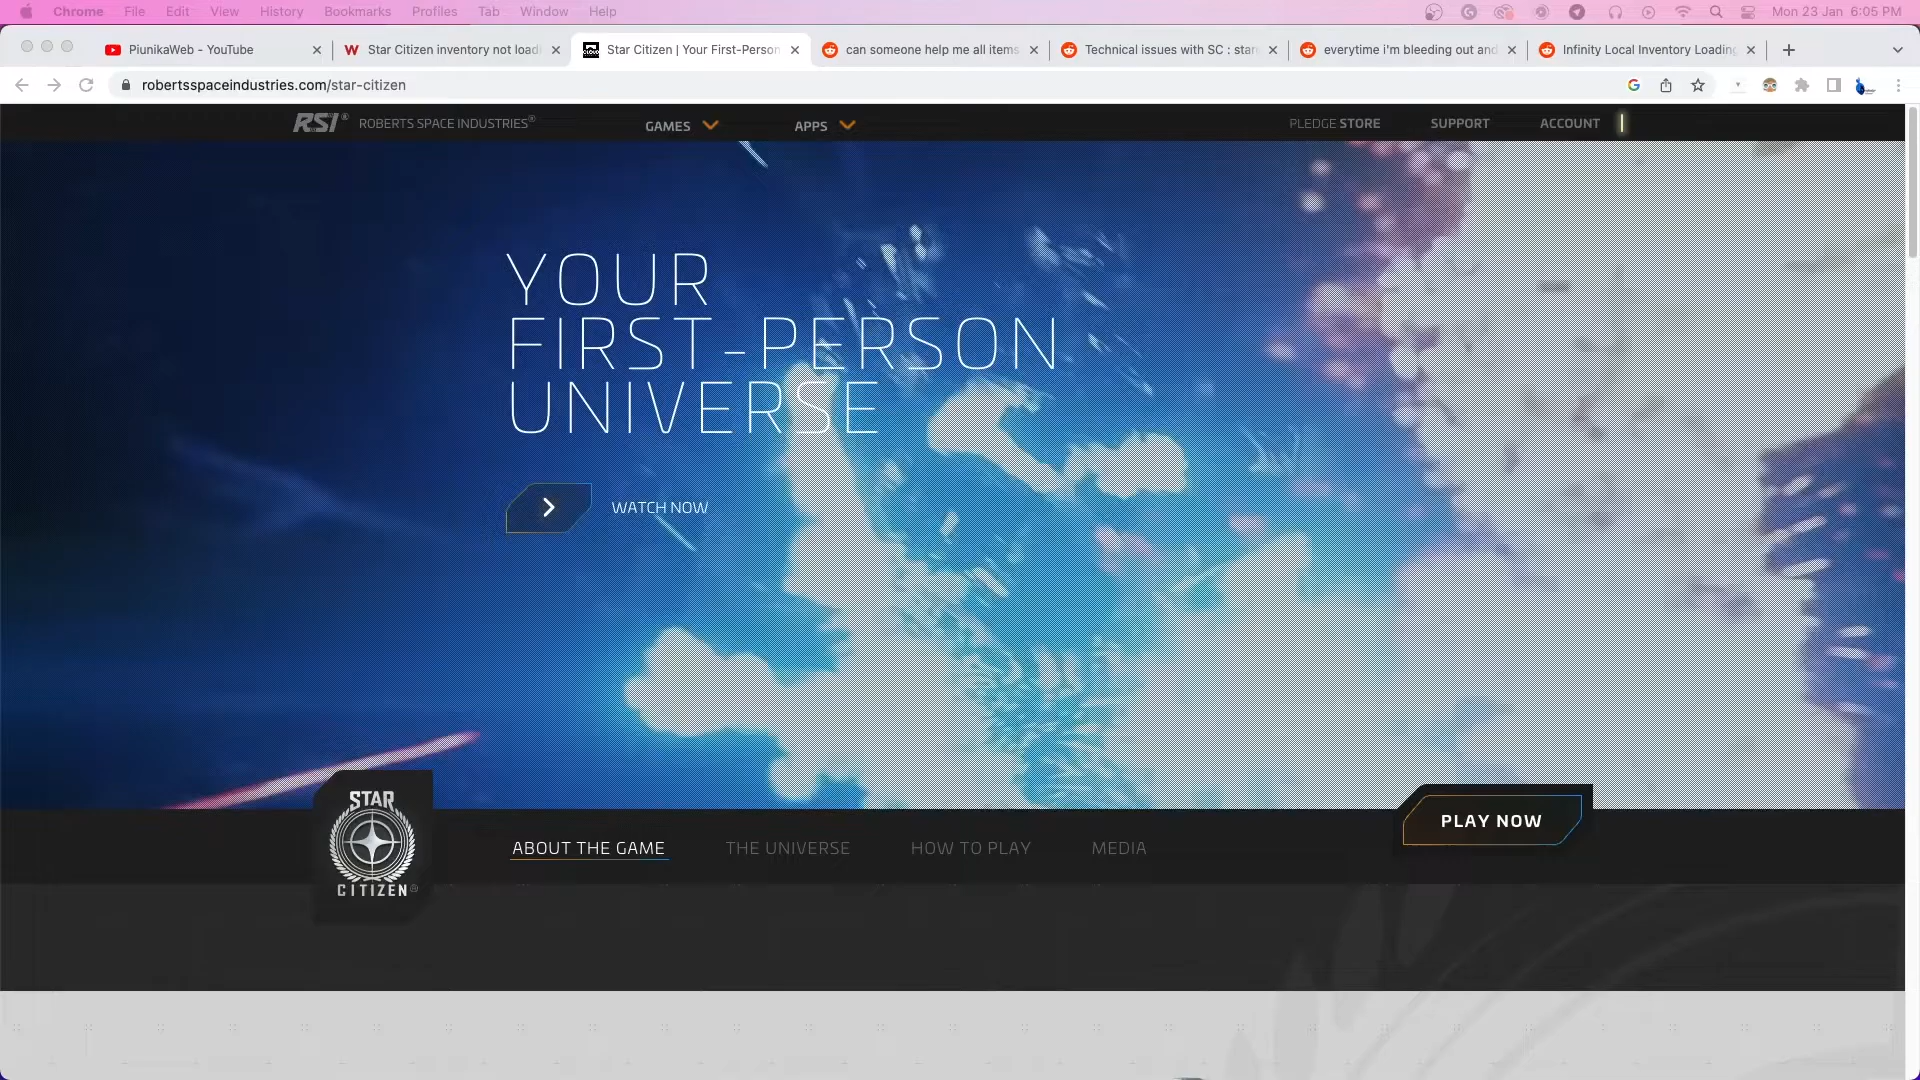 Chrome File Edit View History Bookmarks Profiles Tab Window Help Mon 23 Jan 6:05 PM
PiunikaWeb - YouTube
Star Citizen inventory not loadi
Star Citizen | Your First-Person
can someone help me all items
Technical issues with SC : star
everytime i'm bleeding out and
Infinity Local Inventory Loading
robertsspaceindustries.com/star-citizen
RSI® ROBERTS SPACE INDUSTRIES® GAMES APPS PLEDGE STORE SUPPORT ACCOUNT
YOUR
FIRST-PERSON
UNIVERSE
WATCH NOW
STAR
CITIZEN®
ABOUT THE GAME THE UNIVERSE HOW TO PLAY MEDIA
PLAY NOW